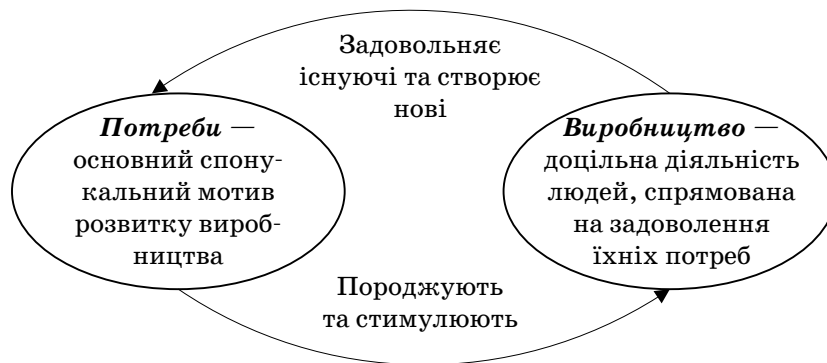 Задовольняє
існуючі та створює
нові
Потреби —
основний спону-
кальний мотив
розвитку вироб-
ництва
Виробництво —
доцільна діяльність
людей, спрямована
на задоволення
їхніх потреб
Породжують
та стимулюють